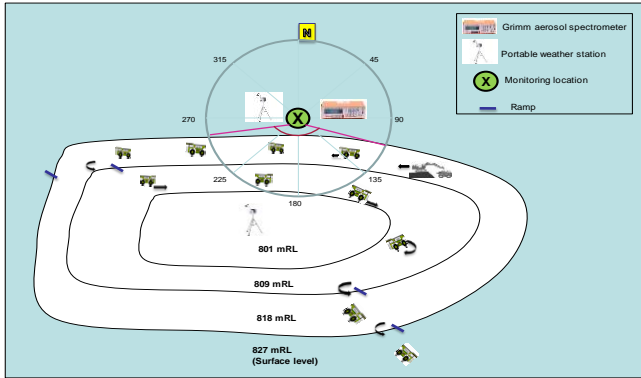 N
315
45
X
270
90
225
135
180
801 mRL
809 mRL
818 mRL
827 mRL
(Surface level)
Grimm aerosol spectrometer
Portable weather station
X
Monitoring location
Ramp